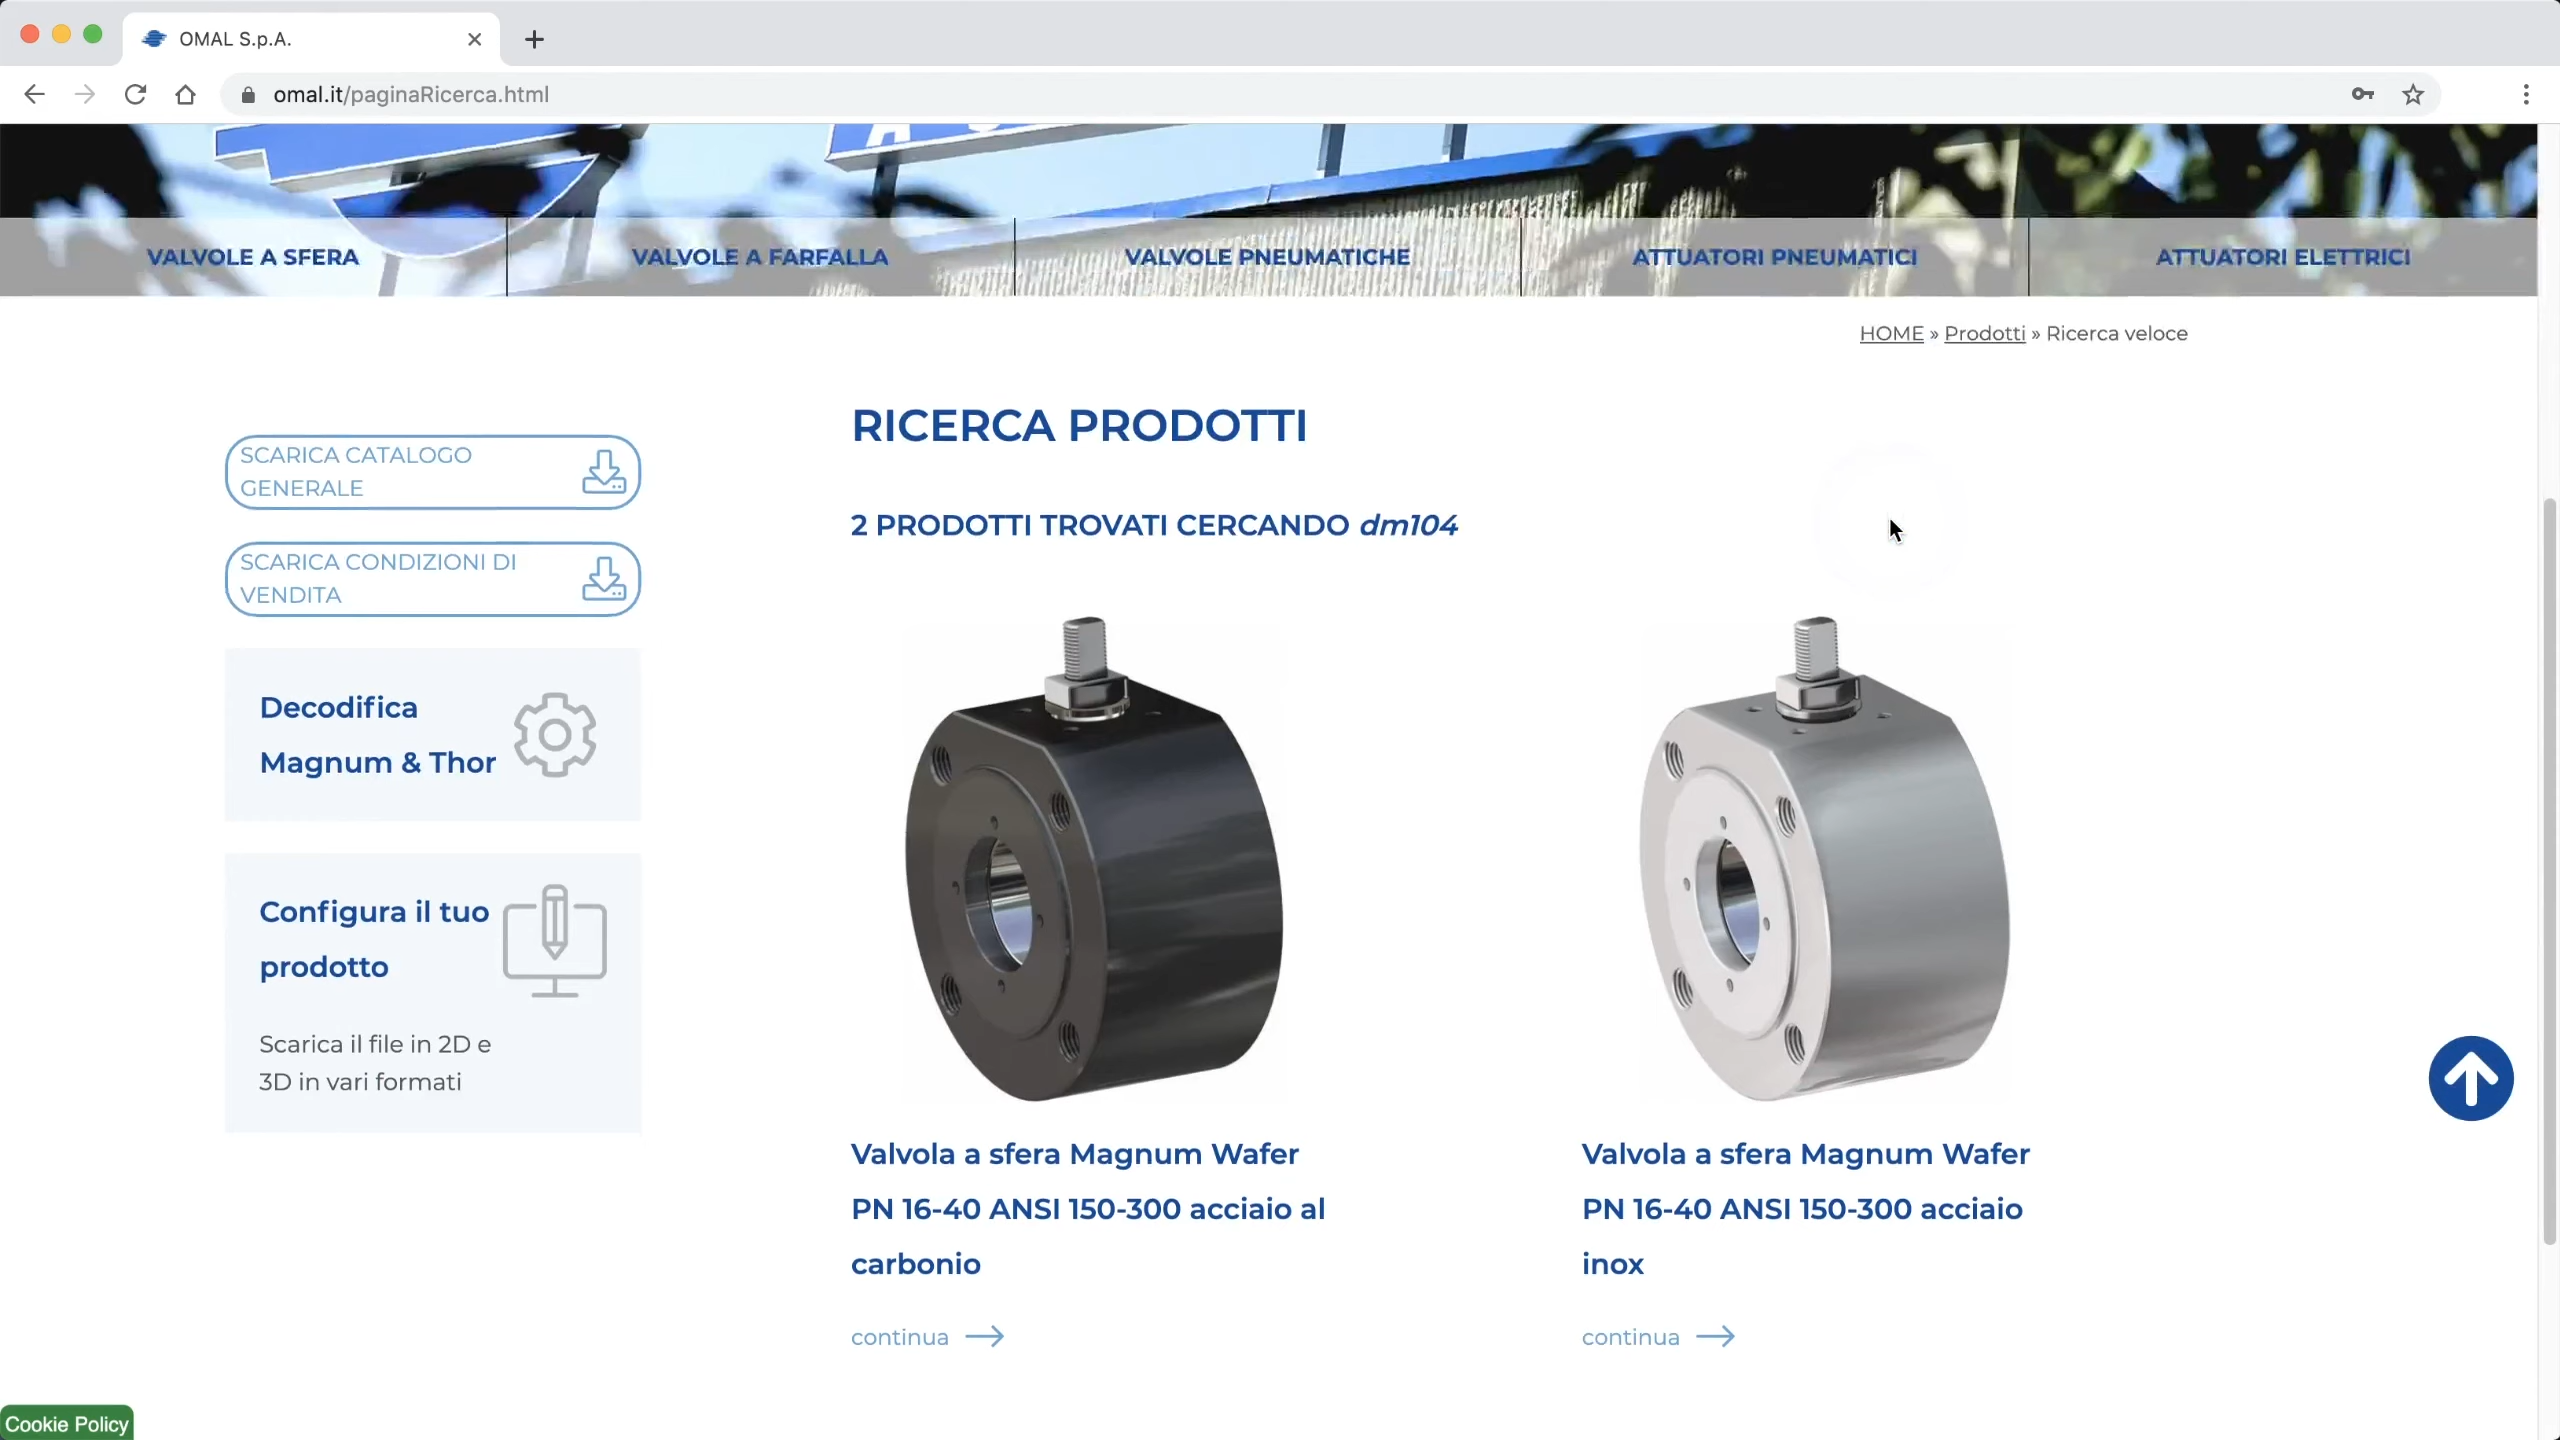 OMAL S.p.A.
omal.it/paginaRicerca.html
VALVOLE A SFERA
VALVOLE A FARFALLA
VALVOLE PNEUMATICHE
ATTUATORI PNEUMATICI
ATTUATORI ELETTRICI
HOME » Prodotti » Ricerca veloce
SCARICA CATALOGO
GENERALE
SCARICA CONDIZIONI DI
VENDITA
Decodifica
Magnum & Thor
Configura il tuo
prodotto
Scarica il file in 2D e
3D in vari formati
RICERCA PRODOTTI
2 PRODOTTI TROVATI CERCANDO dm104
Valvola a sfera Magnum Wafer
PN 16-40 ANSI 150-300 acciaio al
carbonio
continua
Valvola a sfera Magnum Wafer
PN 16-40 ANSI 150-300 acciaio
inox
continua
Cookie Policy